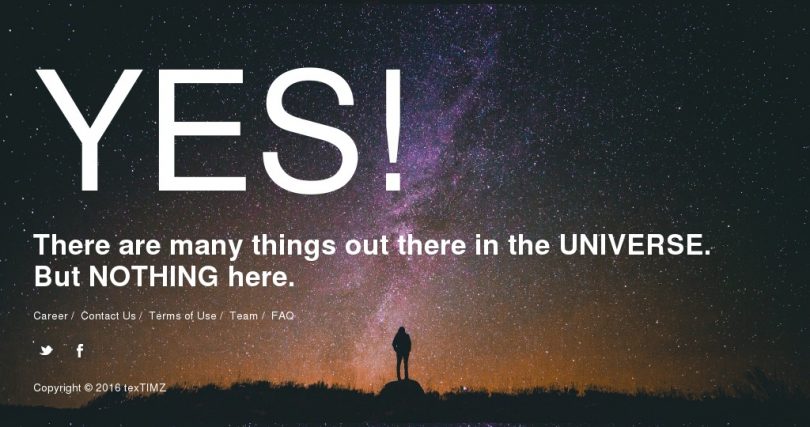 YES!
There are many things out there in the UNIVERSE.
But NOTHING here.
Career / Contact Us / Terms of Use / Team / FAQ
Copyright © 2016 texTIMZ